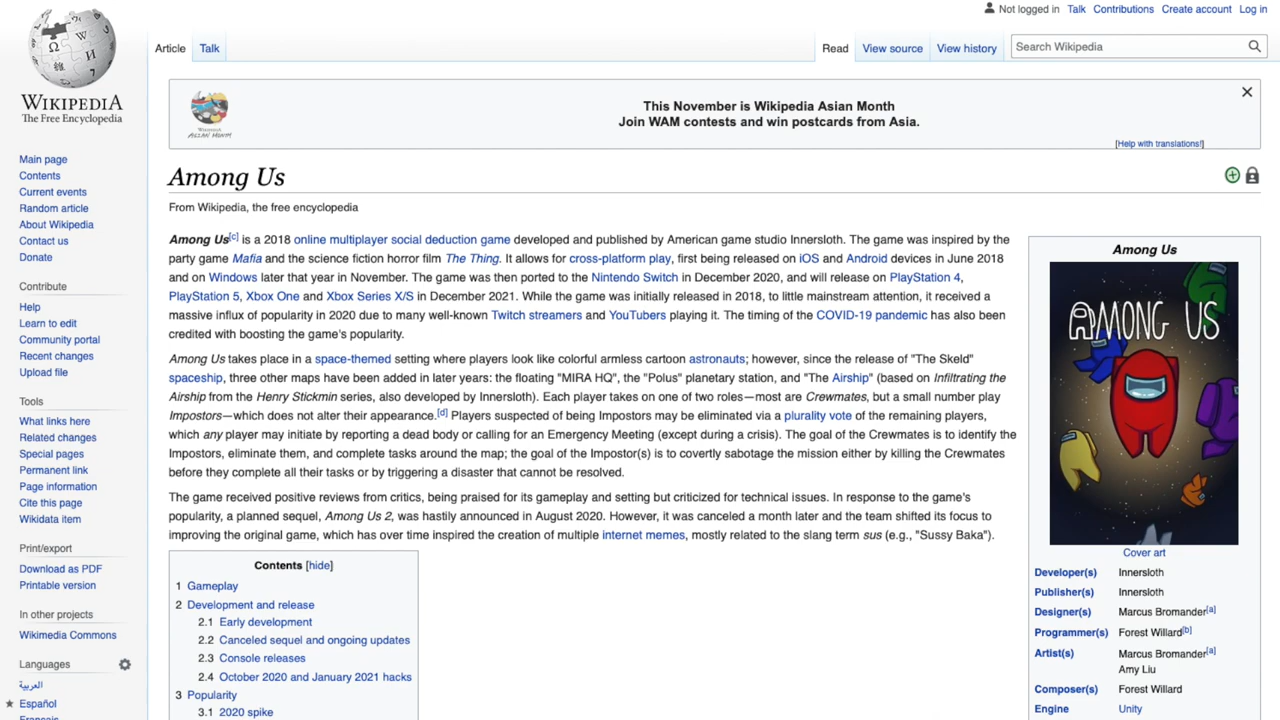 Not logged in Talk Contributions Create account Log in
Article Talk Read View source View history Search Wikipedia
WIKIPEDIA
The Free Encyclopedia
Main page
Contents
Current events
Random article
About Wikipedia
Contact us
Donate
Contribute
Help
Learn to edit
Community portal
Recent changes
Upload file
Tools
What links here
Related changes
Special pages
Permanent link
Page information
Cite this page
Wikidata item
Print/export
Download as PDF
Printable version
In other projects
Wikimedia Commons
Languages
العربية
Español
Français
WIKIPEDIA
ASIAN MONTH
This November is Wikipedia Asian Month
Join WAM contests and win postcards from Asia.
[Help with translations!]
Among Us
From Wikipedia, the free encyclopedia
Among Us[c] is a 2018 online multiplayer social deduction game developed and published by American game studio Innersloth. The game was inspired by the
party game Mafia and the science fiction horror film The Thing. It allows for cross-platform play, first being released on iOS and Android devices in June 2018
and on Windows later that year in November. The game was then ported to the Nintendo Switch in December 2020, and will release on PlayStation 4,
PlayStation 5, Xbox One and Xbox Series X/S in December 2021. While the game was initially released in 2018, to little mainstream attention, it received a
massive influx of popularity in 2020 due to many well-known Twitch streamers and YouTubers playing it. The timing of the COVID-19 pandemic has also been
credited with boosting the game's popularity.
Among Us takes place in a space-themed setting where players look like colorful armless cartoon astronauts; however, since the release of "The Skeld"
spaceship, three other maps have been added in later years: the floating "MIRA HQ", the "Polus" planetary station, and "The Airship" (based on Infiltrating the
Airship from the Henry Stickmin series, also developed by Innersloth). Each player takes on one of two roles—most are Crewmates, but a small number play
Impostors—which does not alter their appearance.[d] Players suspected of being Impostors may be eliminated via a plurality vote of the remaining players,
which any player may initiate by reporting a dead body or calling for an Emergency Meeting (except during a crisis). The goal of the Crewmates is to identify the
Impostors, eliminate them, and complete tasks around the map; the goal of the Impostor(s) is to covertly sabotage the mission either by killing the Crewmates
before they complete all their tasks or by triggering a disaster that cannot be resolved.
The game received positive reviews from critics, being praised for its gameplay and setting but criticized for technical issues. In response to the game's
popularity, a planned sequel, Among Us 2, was hastily announced in August 2020. However, it was canceled a month later and the team shifted its focus to
improving the original game, which has over time inspired the creation of multiple internet memes, mostly related to the slang term sus (e.g., "Sussy Baka").
Contents [hide]
1 Gameplay
2 Development and release
2.1 Early development
2.2 Canceled sequel and ongoing updates
2.3 Console releases
2.4 October 2020 and January 2021 hacks
3 Popularity
3.1 2020 spike
Among Us
AMONG US
Cover art
Developer(s) Innersloth
Publisher(s) Innersloth
Designer(s) Marcus Bromander[a]
Programmer(s) Forest Willard[b]
Artist(s) Marcus Bromander[a]
Amy Liu
Composer(s) Forest Willard
Engine Unity